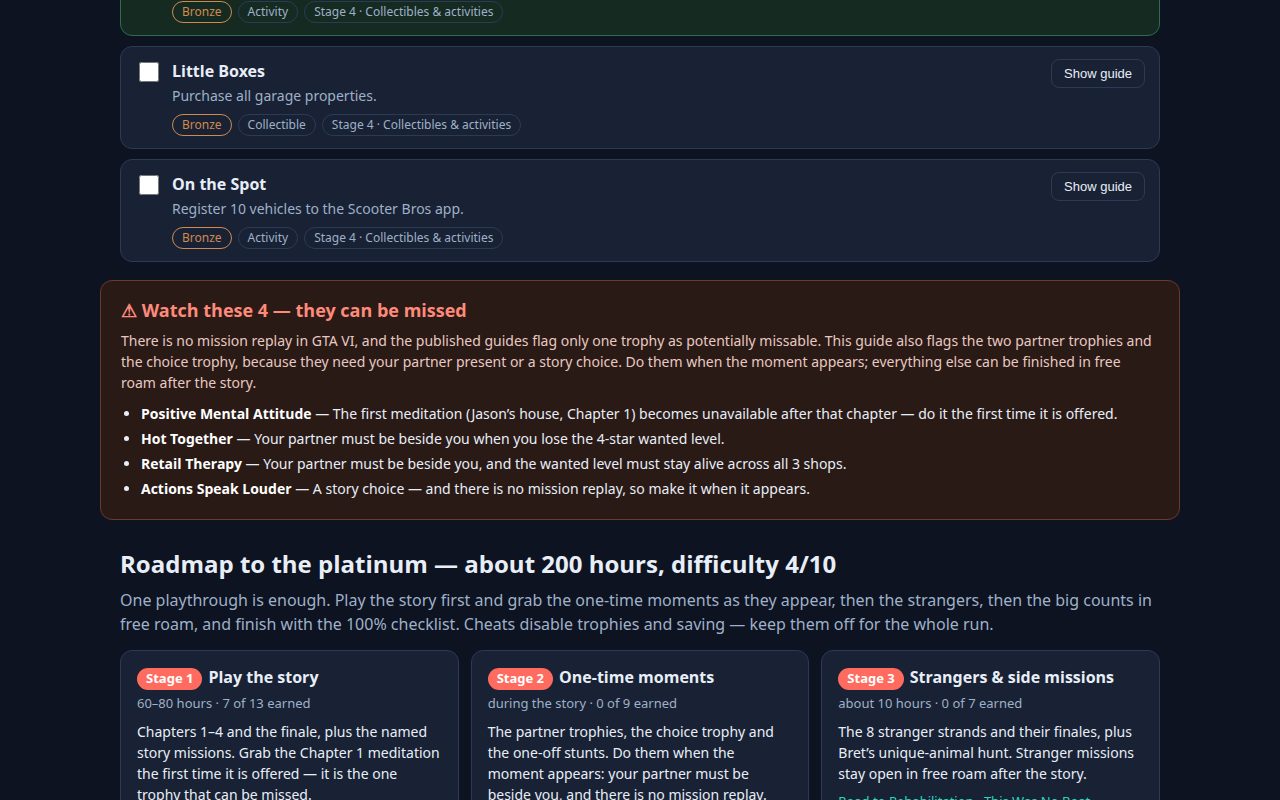 Bronze Activity Stage 4 · Collectibles & activities
Little Boxes
Show guide
Purchase all garage properties.
Bronze Collectible Stage 4 · Collectibles & activities
On the Spot
Show guide
Register 10 vehicles to the Scooter Bros app.
Bronze Activity Stage 4 · Collectibles & activities
⚠ Watch these 4 — they can be missed
There is no mission replay in GTA VI, and the published guides flag only one trophy as potentially missable. This guide also flags the two partner trophies and
the choice trophy, because they need your partner present or a story choice. Do them when the moment appears; everything else can be finished in free
roam after the story.
• Positive Mental Attitude — The first meditation (Jason’s house, Chapter 1) becomes unavailable after that chapter — do it the first time it is offered.
• Hot Together — Your partner must be beside you when you lose the 4-star wanted level.
• Retail Therapy — Your partner must be beside you, and the wanted level must stay alive across all 3 shops.
• Actions Speak Louder — A story choice — and there is no mission replay, so make it when it appears.
Roadmap to the platinum — about 200 hours, difficulty 4/10
One playthrough is enough. Play the story first and grab the one-time moments as they appear, then the strangers, then the big counts in
free roam, and finish with the 100% checklist. Cheats disable trophies and saving — keep them off for the whole run.
Stage 1 Play the story
60–80 hours · 7 of 13 earned
Chapters 1–4 and the finale, plus the named
story missions. Grab the Chapter 1 meditation
the first time it is offered — it is the one
trophy that can be missed.
Stage 2 One-time moments
during the story · 0 of 9 earned
The partner trophies, the choice trophy and
the one-off stunts. Do them when the
moment appears: your partner must be
beside you, and there is no mission replay.
Stage 3 Strangers & side missions
about 10 hours · 0 of 7 earned
The 8 stranger strands and their finales, plus
Bret’s unique-animal hunt. Stranger missions
stay open in free roam after the story.